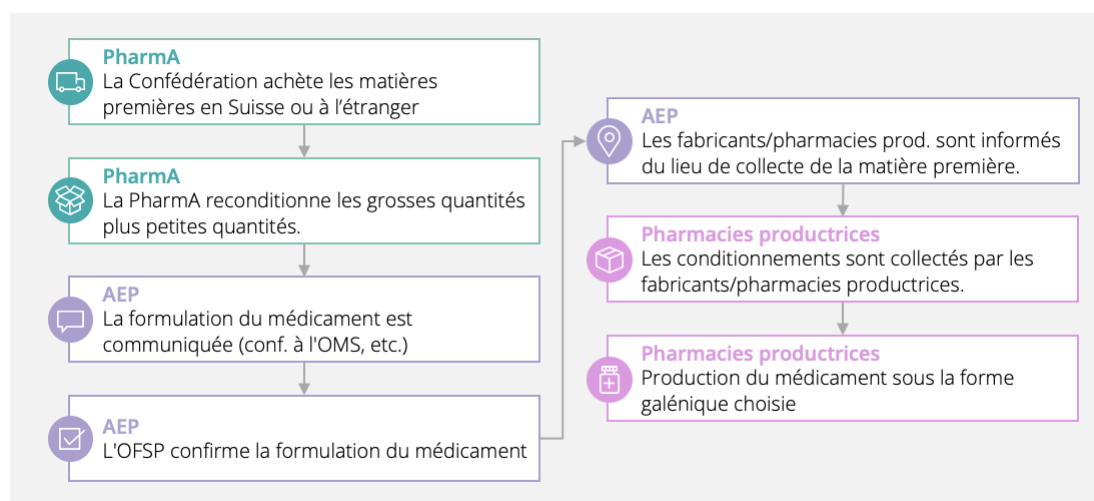 PharmA
La Confédération achète les matières
premières en Suisse ou à l’étranger
PharmA
La PharmA reconditionne les grosses quantités
plus petites quantités.
AEP
La formulation du médicament est
communiquée (conf. à l'OMS, etc.)
AEP
L'OFSP confirme la formulation du médicament
AEP
Les fabricants/pharmacies prod. sont informés
du lieu de collecte de la matière première.
Pharmacies productrices
Les conditionnements sont collectés par les
fabricants/pharmacies productrices.
Pharmacies productrices
Production du médicament sous la forme
galénique choisie